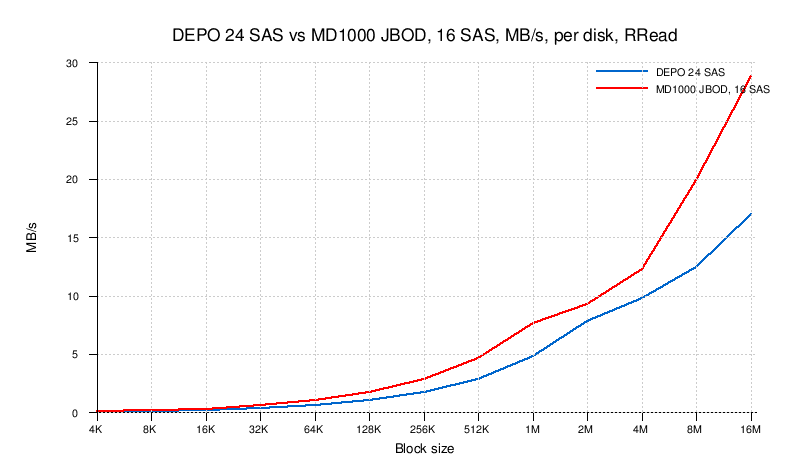 DEPO 24 SAS vs MD1000 JBOD, 16 SAS, MB/s, per disk, RRead
DEPO 24 SAS
MD1000 JBOD, 16 SAS
MB/s
30
25
20
15
10
5
0
4K 8K 16K 32K 64K 128K 256K 512K 1M 2M 4M 8M 16M
Block size